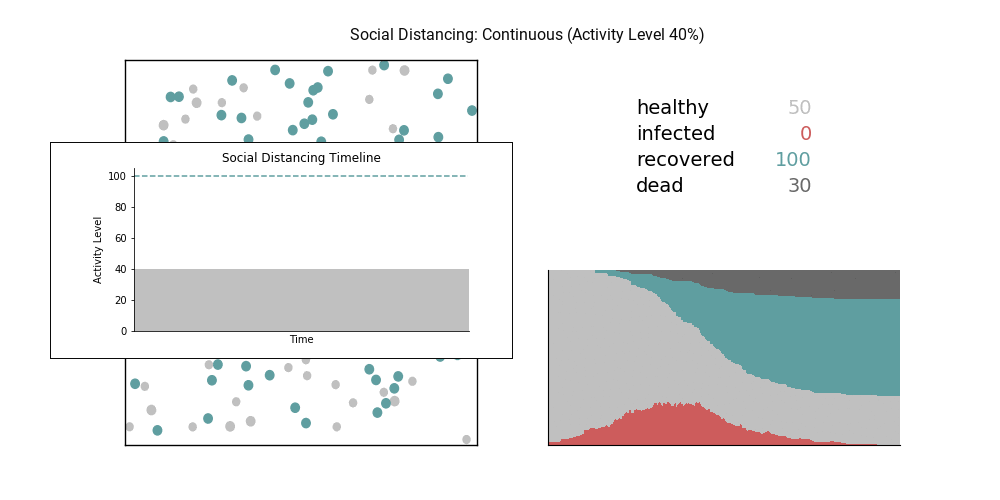 Social Distancing: Continuous (Activity Level 40%)
healthy 50
infected 0
recovered 100
dead 30
Social Distancing Timeline
Activity Level
100
80
60
40
20
0
Time